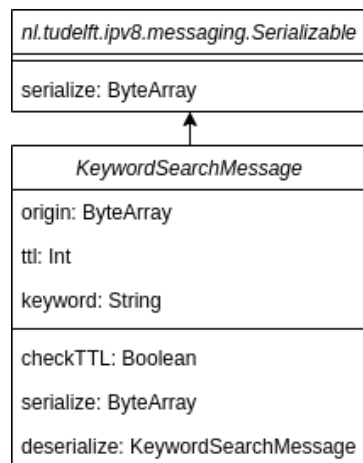 nl.tudelft.ipv8.messaging.Serializable
serialize: ByteArray
KeywordSearchMessage
origin: ByteArray
ttl: Int
keyword: String
checkTTL: Boolean
serialize: ByteArray
deserialize: KeywordSearchMessage